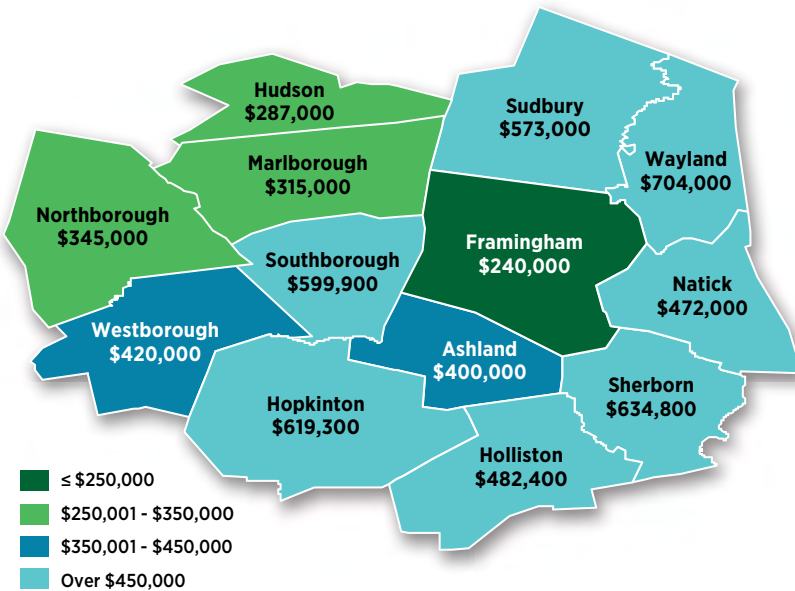 Hudson
$287,000
Sudbury
$573,000
Marlborough
$315,000
Wayland
$704,000
Northborough
$345,000
Southborough
$599,900
Framingham
$240,000
Natick
$472,000
Westborough
$420,000
Ashland
$400,000
Sherborn
$634,800
Hopkinton
$619,300
Holliston
$482,400
≤ $250,000
$250,001 - $350,000
$350,001 - $450,000
Over $450,000